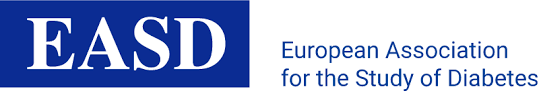 EASD
European Association
for the Study of Diabetes